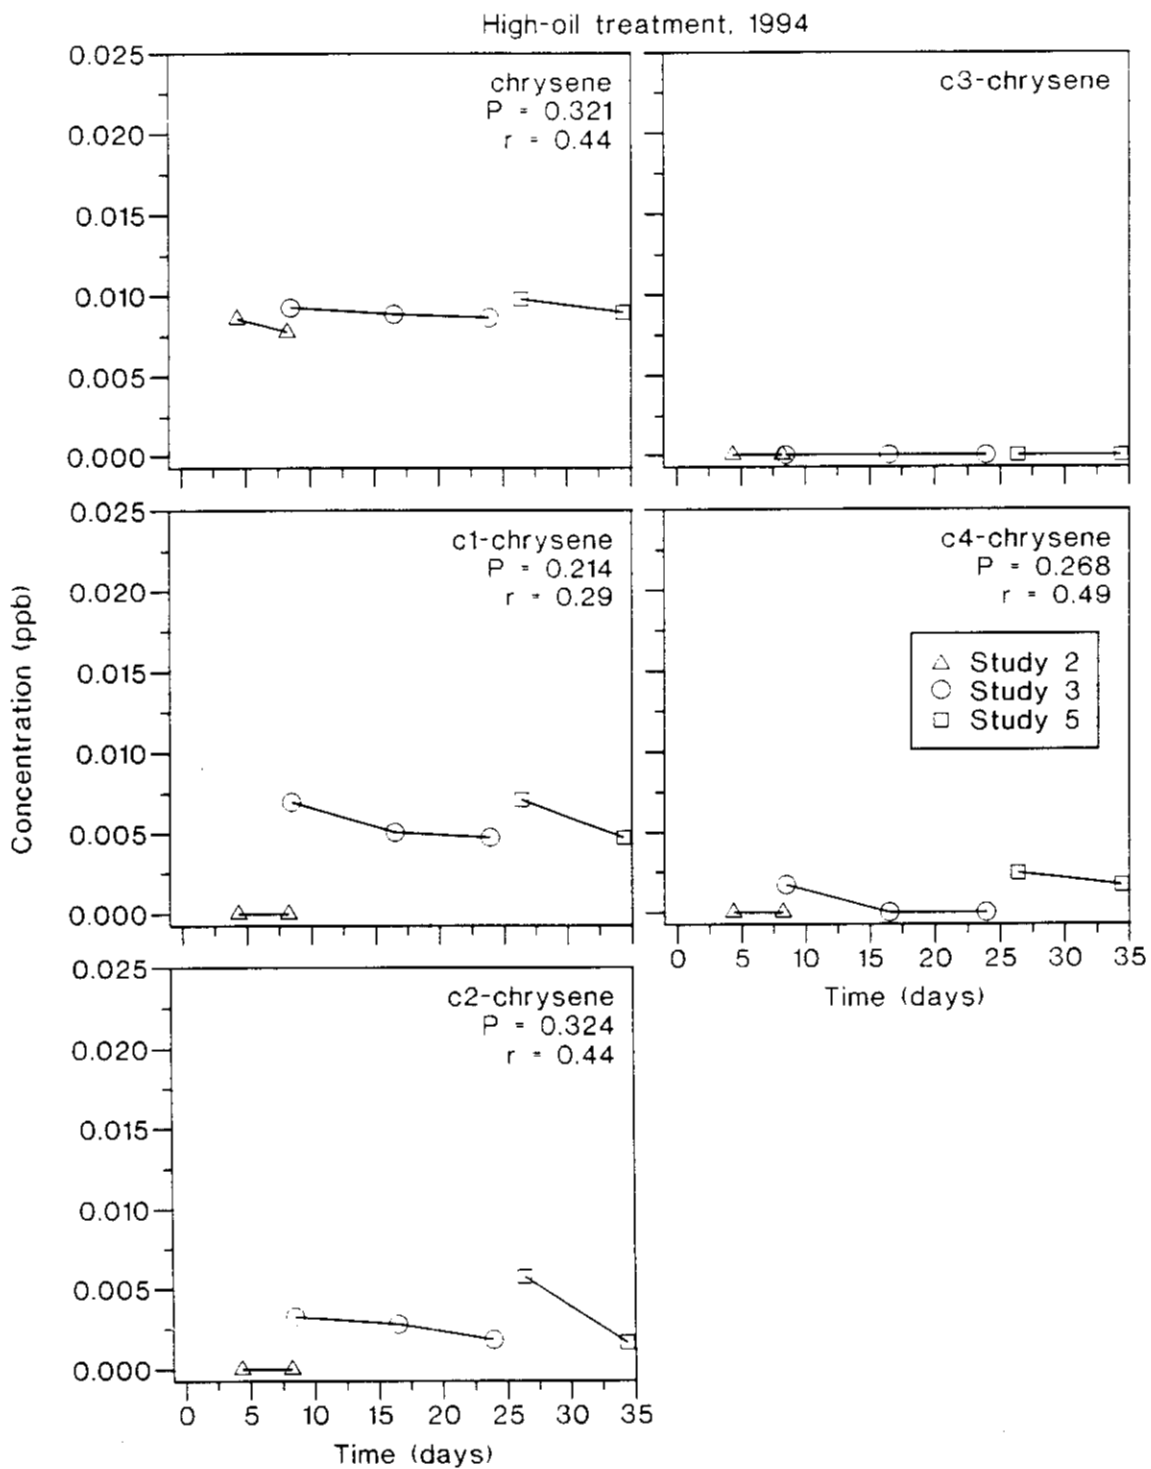 High-oil treatment, 1994
chrysene
P = 0.321
r = 0.44
0.025
0.020
0.015
0.010
0.005
0.000
c3-chrysene
c1-chrysene
P = 0.214
r = 0.29
0.025
0.020
0.015
0.010
0.005
0.000
c4-chrysene
P = 0.268
r = 0.49
Study 2
Study 3
Study 5
0 5 10 15 20 25 30 35
Time (days)
Concentration (ppb)
c2-chrysene
P = 0.324
r = 0.44
0.025
0.020
0.015
0.010
0.005
0.000
0 5 10 15 20 25 30 35
Time (days)